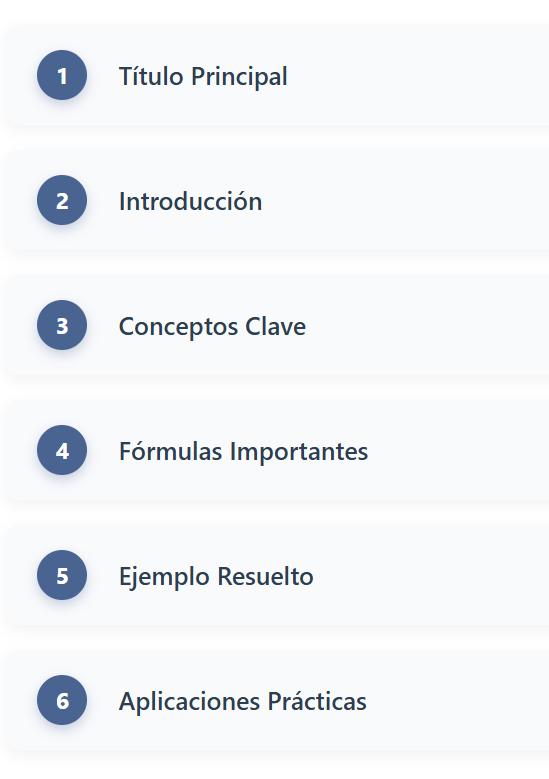 1 Título Principal
2 Introducción
3 Conceptos Clave
4 Fórmulas Importantes
5 Ejemplo Resuelto
6 Aplicaciones Prácticas